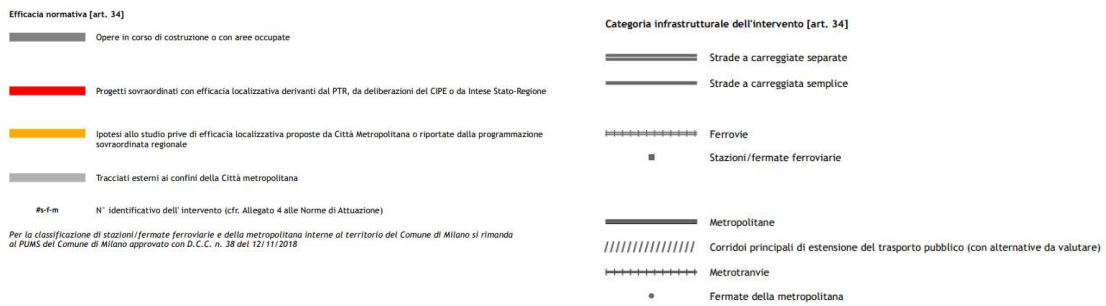 Efficacia normativa [art. 34]
Opere in corso di costruzione o con aree occupate
Progetti sovraordinati con efficacia localizzativa derivanti dal PTR, da deliberazioni del CIPE o da Intese Stato-Regione
Ipotesi allo studio prive di efficacia localizzativa proposte da Città Metropolitana o riportate dalla programmazione
sovraordinata regionale
Tracciati esterni ai confini della Città metropolitana
#s-f-m N° identificativo dell' intervento (cfr. Allegato 4 alle Norme di Attuazione)
Per la classificazione di stazioni/fermate ferroviarie e della metropolitana interne al territorio del Comune di Milano si rimanda
al PUMS del Comune di Milano approvato con D.C.C. n. 38 del 12/11/2018
Categoria infrastrutturale dell'intervento [art. 34]
Strade a carreggiate separate
Strade a carreggiata semplice
Ferrovie
Stazioni/fermate ferroviarie
Metropolitane
Corridoi principali di estensione del trasporto pubblico (con alternative da valutare)
Metrotranvie
Fermate della metropolitana